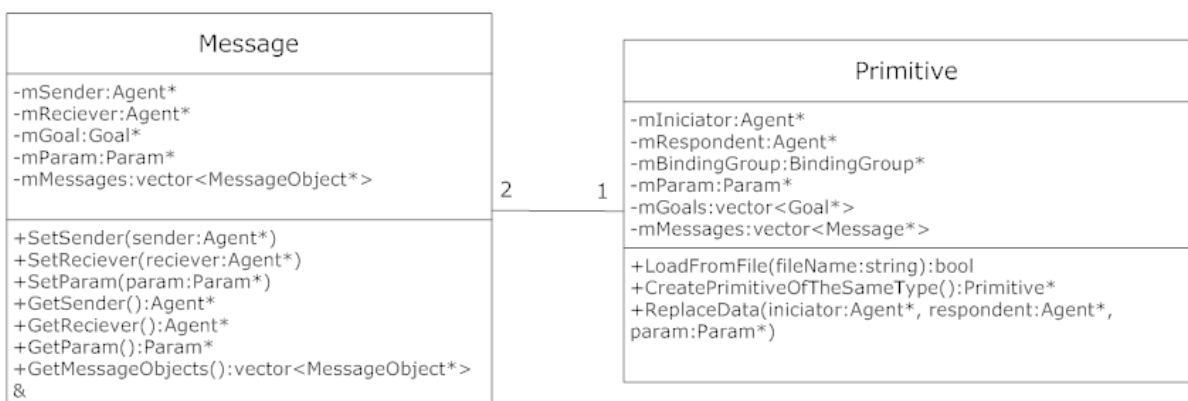 Message
-mSender:Agent*
-mReciever:Agent*
-mGoal:Goal*
-mParam:Param*
-mMessages:vector<MessageObject*>
+SetSender(sender:Agent*)
+SetReciever(reciever:Agent*)
+SetParam(param:Param*)
+GetSender():Agent*
+GetReciever():Agent*
+GetParam():Param*
+GetMessageObjects():vector<MessageObject*>
&
2
1
Primitive
-mIniciator:Agent*
-mRespondent:Agent*
-mBindingGroup:BindingGroup*
-mParam:Param*
-mGoals:vector<Goal*>
-mMessages:vector<Message*>
+LoadFromFile(fileName:string):bool
+CreatePrimitiveOfTheSameType():Primitive*
+ReplaceData(iniciator:Agent*, respondent:Agent*,
param:Param*)